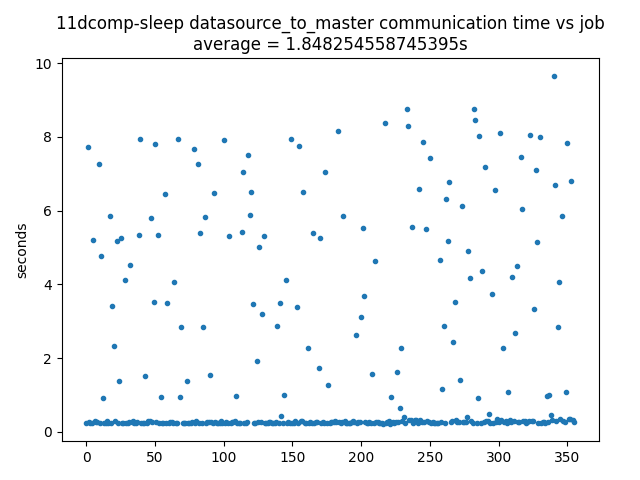 11dcomp-sleep datasource_to_master communication time vs job
average = 1.848254558745395s
10
8
6
4
2
0
seconds
0 50 100 150 200 250 300 350